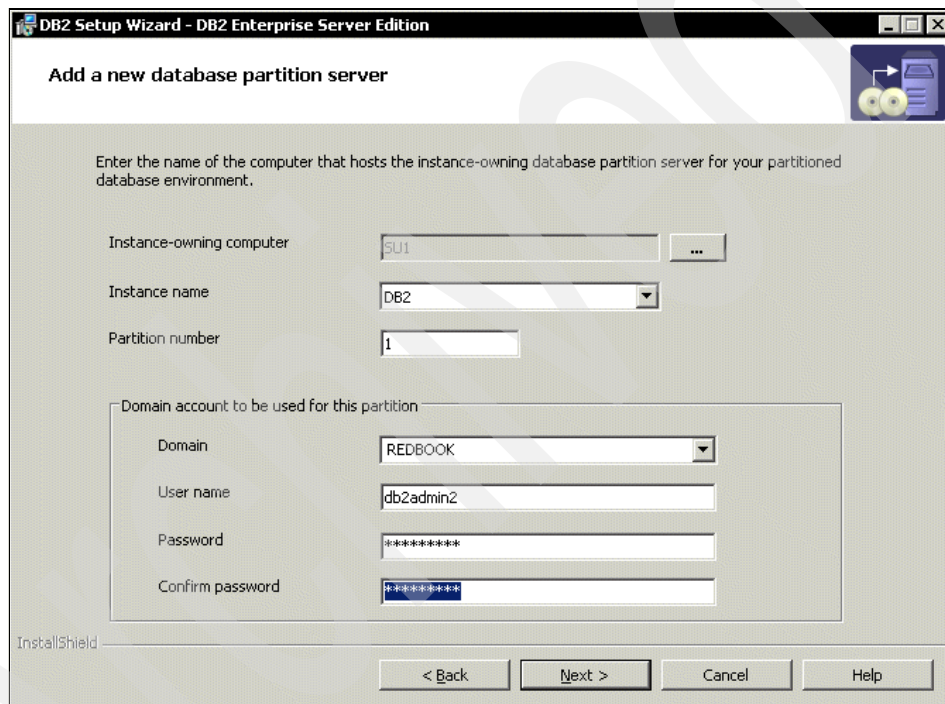 DB2 Setup Wizard - DB2 Enterprise Server Edition
Add a new database partition server
Enter the name of the computer that hosts the instance-owning database partition server for your partitioned
database environment.
Instance-owning computer
SU1
...
Instance name
DB2
Partition number
1
Domain account to be used for this partition
Domain
REDBOOK
User name
db2admin2
Password
*********
Confirm password
*********
InstallShield
< Back
Next >
Cancel
Help